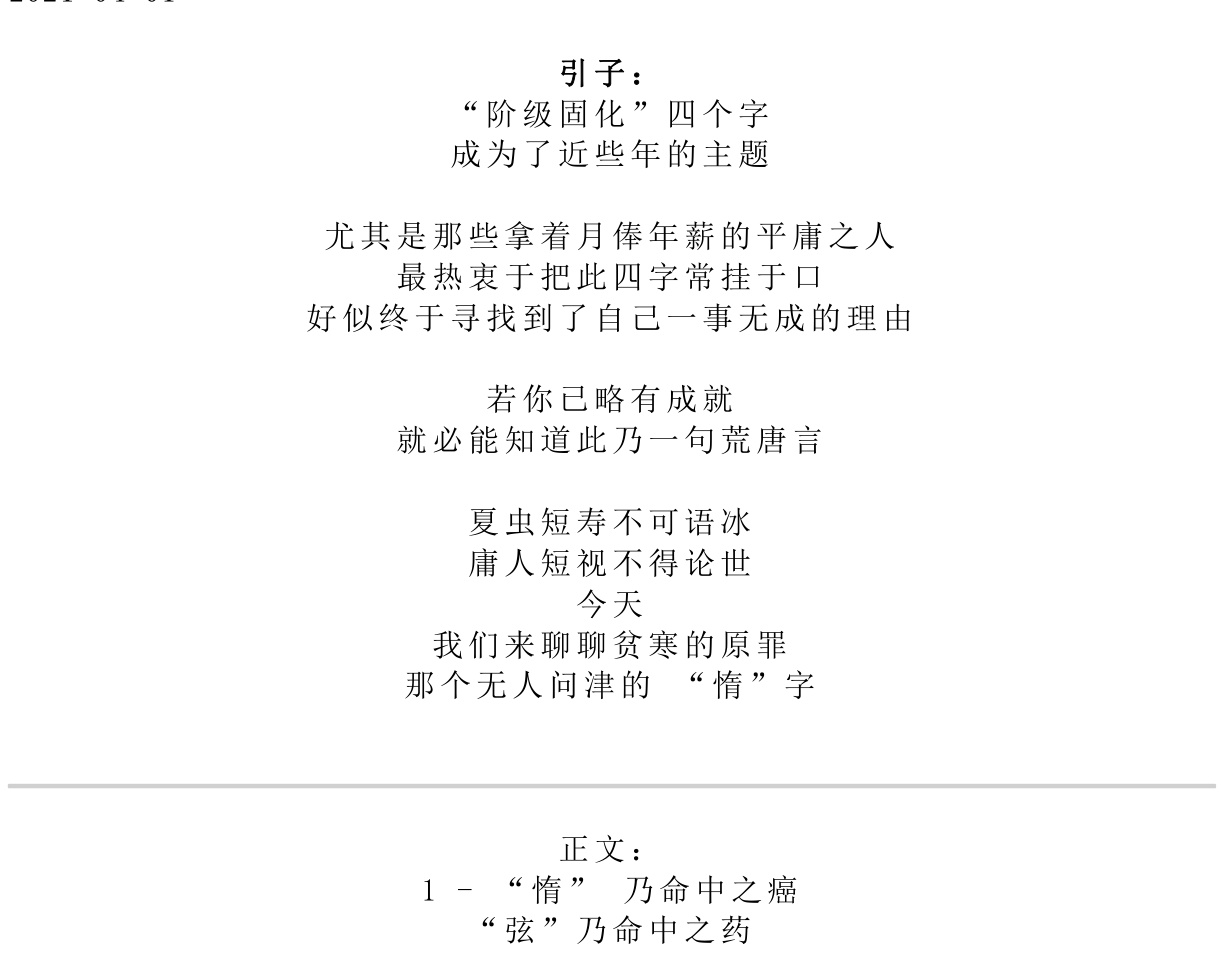 引子：
“阶级固化”四个字
成为了近些年的主题
尤其是那些拿着月俸年薪的平庸之人
最热衷于把此四字常挂于口
好似终于寻找到了自己一事无成的理由
若你已略有成就
就必能知道此乃一句荒唐言
夏虫短寿不可语冰
庸人短视不得论世
今天
我们来聊聊贫寒的原罪
那个无人问津的 “惰”字
正文：
1 - “惰” 乃命中之癌
“弦”乃命中之药